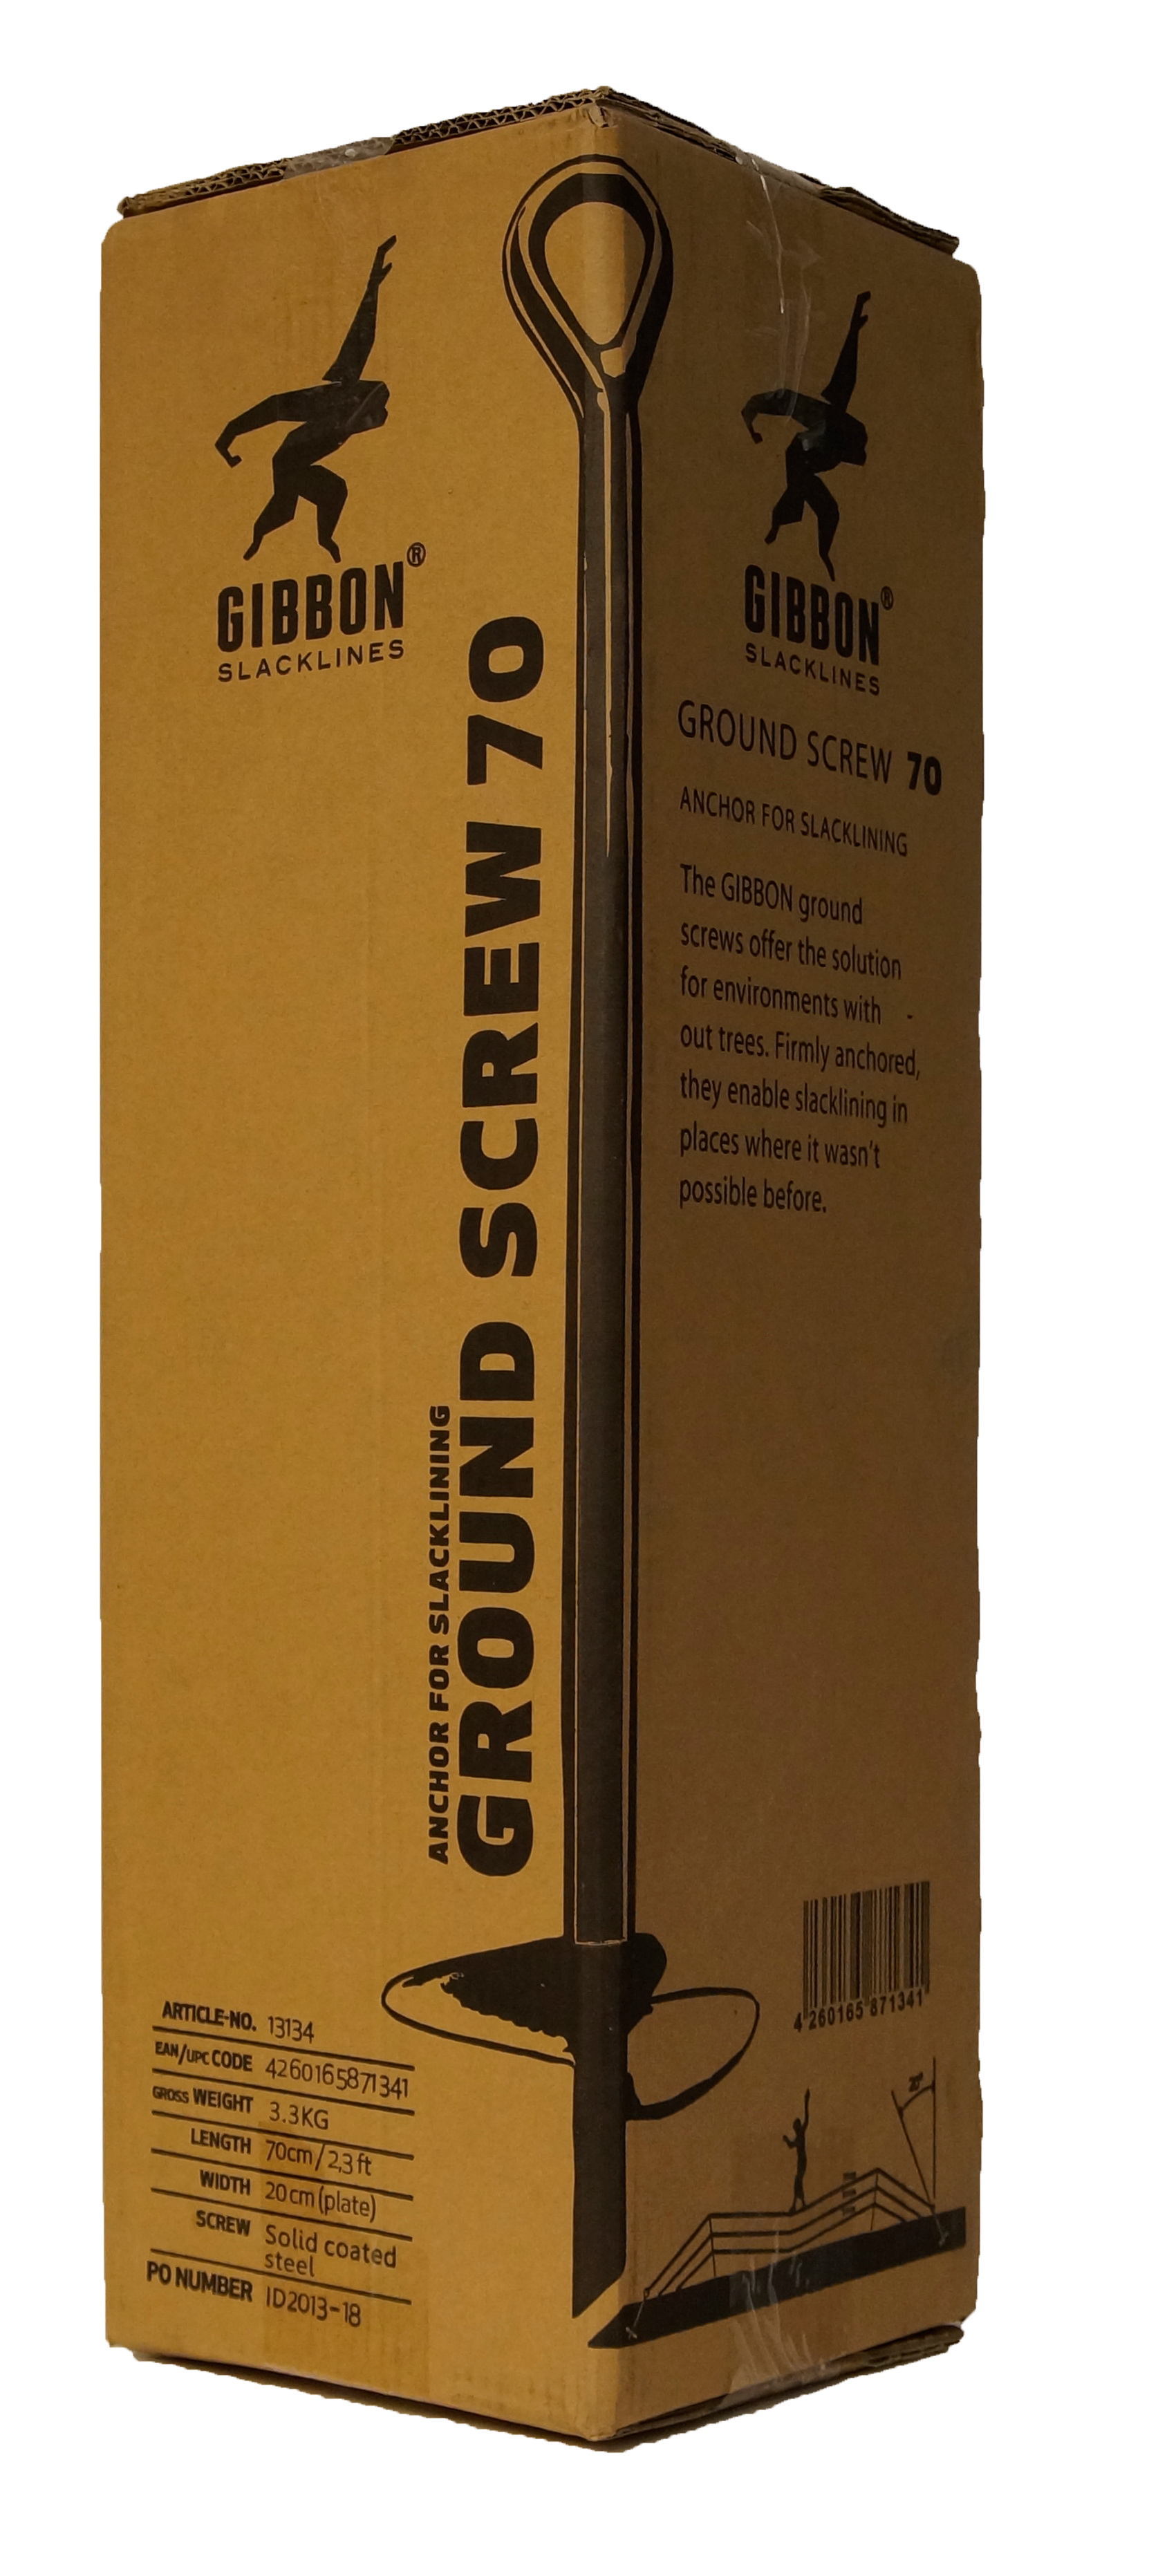 GIBBON®
SLACKLINES
GROUND SCREW 70
ANCHOR FOR SLACKLINING
ARTICLE-NO. 13134
EAN/UPC CODE 4260165871341
GROSS WEIGHT 3.3KG
LENGTH 70cm/2,3 ft
WIDTH 20cm (plate)
SCREW Solid coated
steel
PO NUMBER ID2013-18
GIBBON®
SLACKLINES
GROUND SCREW 70
ANCHOR FOR SLACKLINING
The GIBBON ground
screws offer the solution
for environments with -
out trees. Firmly anchored,
they enable slacklining in
places where it wasn't
possible before.
4 260165 871341
20°